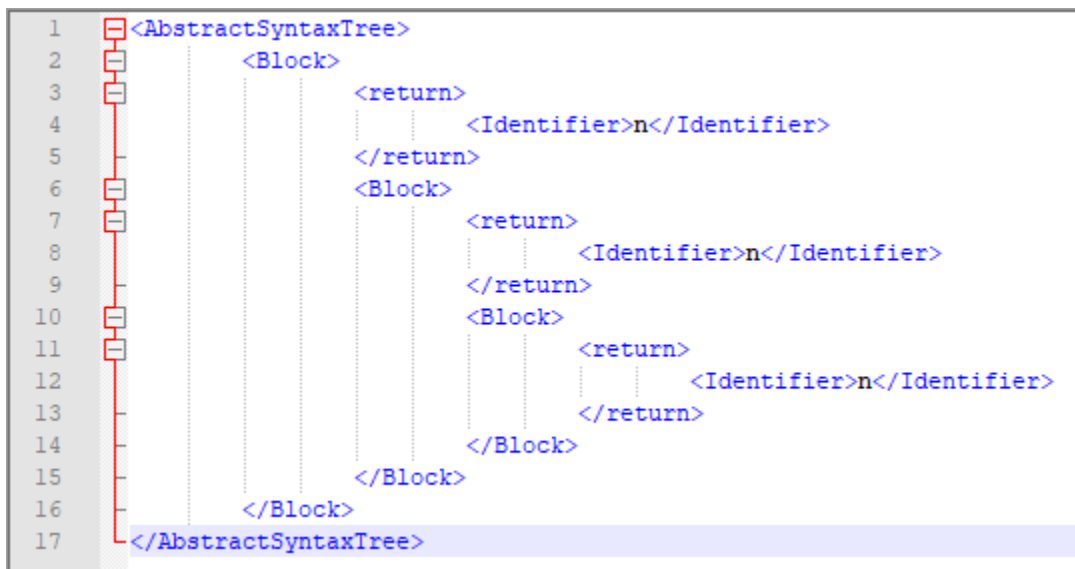 1 <AbstractSyntaxTree>
2 <Block>
3 <return>
4 <Identifier>n</Identifier>
5 </return>
6 <Block>
7 <return>
8 <Identifier>n</Identifier>
9 </return>
10 <Block>
11 <return>
12 <Identifier>n</Identifier>
13 </return>
14 </Block>
15 </Block>
16 </Block>
17 </AbstractSyntaxTree>